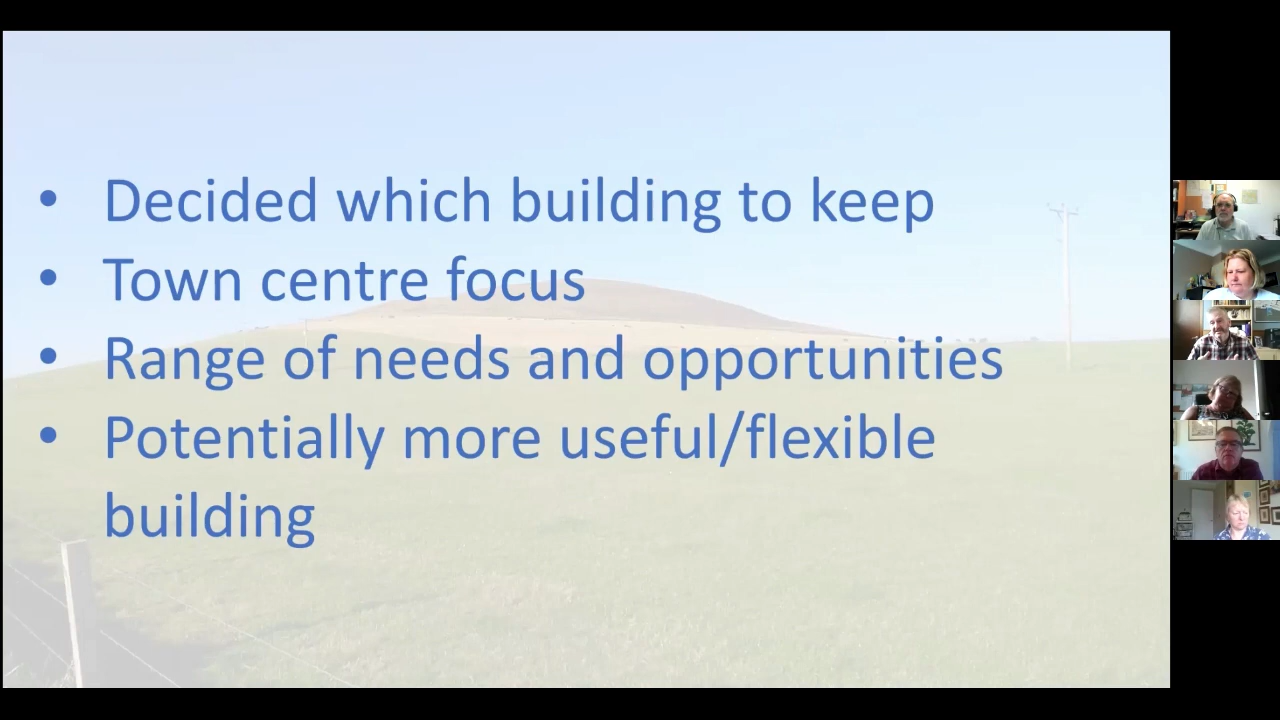 • Decided which building to keep
• Town centre focus
• Range of needs and opportunities
• Potentially more useful/flexible
building